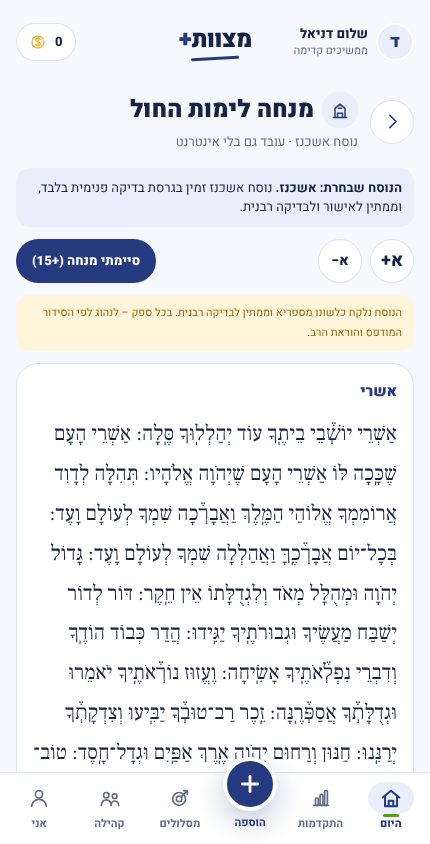 ד
שלום דניאל
ממשיכים קדימה
מצוות+
0
מנחה לימות החול
נוסח אשכנז · עובד גם בלי אינטרנט
הנוסח שבחרת: אשכנז. נוסח אשכנז זמין בגרסת בדיקה פנימית בלבד,
וממתין לאישור ולבדיקה רבנית.
א+
א−
סיימתי מנחה (+15)
הנוסח נלקח כלשונו מספריא וממתין לבדיקה רבנית. בכל ספק – לנהוג לפי הסידור
המודפס והוראת הרב.
אשרי
אַשְׁרֵי יוֹשְׁ֒בֵי בֵיתֶֽךָ עוֹד יְהַלְלֽוּךָ סֶּֽלָה: אַשְׁרֵי הָעָם
שֶׁכָּֽכָה לּוֹ אַשְׁרֵי הָעָם שֶׁיְהֹוָה אֱלֹהָיו: תְּהִלָּה לְדָוִד
אֲרוֹמִמְךָ אֱלוֹהַי הַמֶּֽלֶךְ וַאֲבָרְ֒כָה שִׁמְךָ לְעוֹלָם וָעֶד:
בְּכָל־יוֹם אֲבָרְ֒כֶֽךָּ וַאֲהַלְלָה שִׁמְךָ לְעוֹלָם וָעֶד: גָּדוֹל
יְהֹוָה וּמְהֻלָּל מְאֹד וְלִגְדֻלָּתוֹ אֵין חֵֽקֶר: דּוֹר לְדוֹר
יְשַׁבַּח מַעֲשֶֽׂיךָ וּגְבוּרֹתֶֽיךָ יַגִּֽידוּ: הֲדַר כְּבוֹד הוֹדֶֽךָ
וְדִבְרֵי נִפְלְ֒אֹתֶֽיךָ אָשִֽׂיחָה: וֶעֱזוּז נוֹרְ֒אֹתֶֽיךָ יֹאמֵרוּ
וּגְדֻלָּתְ֒ךָ אֲסַפְּ֒רֶֽנָּה: זֵֽכֶר רַב־טוּבְ֒ךָ יַבִּֽיעוּ וְצִדְקָתְ֒ךָ
יְרַנֵּֽנוּ: חַנּוּן וְרַחוּם יְהֹוָה אֶֽרֶךְ אַפַּֽיִם וּגְדָל־חָֽסֶד: טוֹב־
היום
התקדמות
הוספה
מסלולים
קהילה
אני